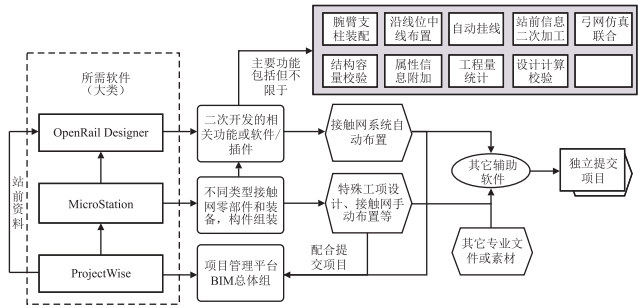 腕臂支
柱装配
沿线位中
线布置
自动挂线
站前信息
二次加工
弓网仿真
联合
结构容
量校验
属性信
息附加
工程量
统计
设计计算
校验
主要功能
包括但不
限于
所需软件
（大类）
OpenRail Designer
MicroStation
ProjectWise
站前资料
二次开发的相
关功能或软件/
插件
不同类型接触
网零部件和装
备，构件组装
项目管理平台
BIM总体组
接触网系统自
动布置
特殊工项设
计、接触网手
动布置等
配合提
交项目
其它辅助
软件
其它专业文
件或素材
独立提交
项目